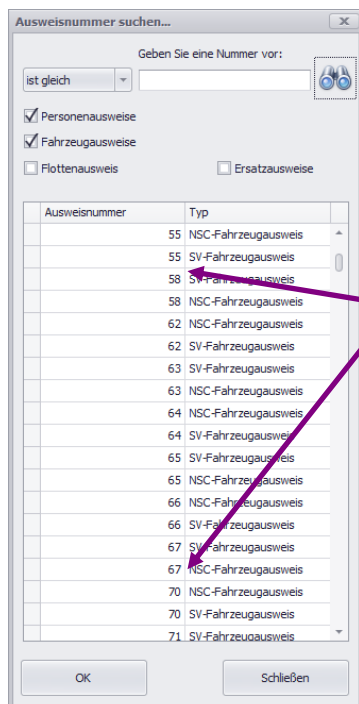 Ausweisnummer suchen...
Geben Sie eine Nummer vor:
ist gleich
Personenausweise
Fahrzeugausweise
Flottenausweis Ersatzausweise
Ausweisnummer Typ
55 NSC-Fahrzeugausweis
55 SV-Fahrzeugausweis
58 SV-Fahrzeugausweis
58 NSC-Fahrzeugausweis
62 NSC-Fahrzeugausweis
62 SV-Fahrzeugausweis
63 SV-Fahrzeugausweis
63 NSC-Fahrzeugausweis
64 NSC-Fahrzeugausweis
64 SV-Fahrzeugausweis
65 SV-Fahrzeugausweis
65 NSC-Fahrzeugausweis
66 NSC-Fahrzeugausweis
66 SV-Fahrzeugausweis
67 SV-Fahrzeugausweis
67 NSC-Fahrzeugausweis
70 NSC-Fahrzeugausweis
70 SV-Fahrzeugausweis
71 SV-Fahrzeugausweis
OK Schließen